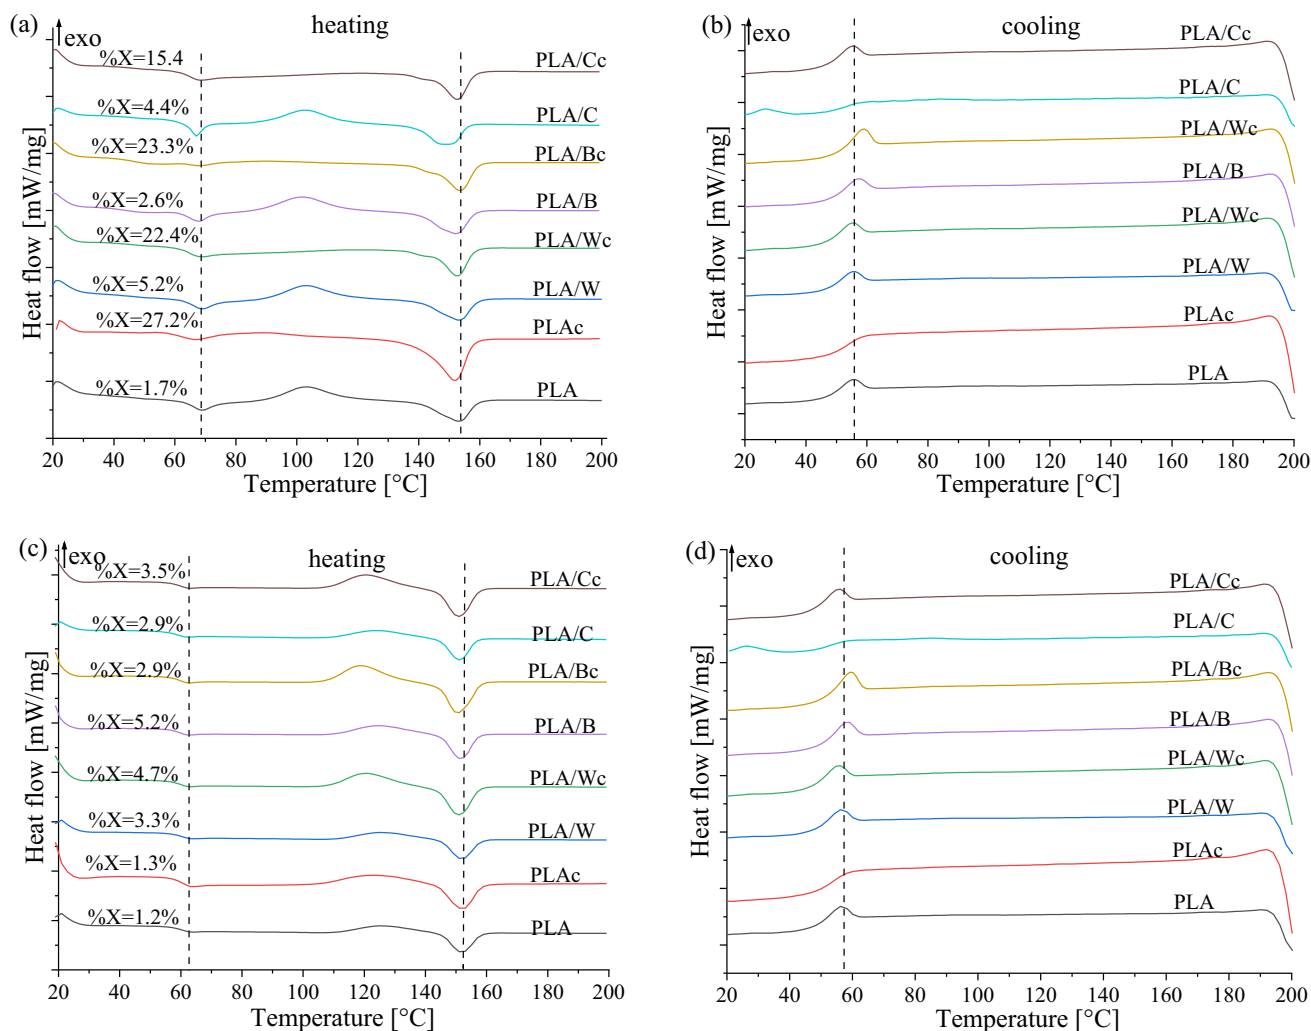 (a)
exo
heating
%X=15.4
PLA/Cc
%X=4.4%
PLA/C
%X=23.3%
PLA/Bc
%X=2.6%
PLA/B
%X=22.4%
PLA/Wc
%X=5.2%
PLA/W
%X=27.2%
PLAc
%X=1.7%
PLA
Heat flow [mW/mg]
20 40 60 80 100 120 140 160 180 200
Temperature [°C]
(b)
exo
cooling
PLA/Cc
PLA/C
PLA/Wc
PLA/B
PLA/Wc
PLA/W
PLAc
PLA
Heat flow [mW/mg]
20 40 60 80 100 120 140 160 180 200
Temperature [°C]
(c)
exo
heating
%X=3.5%
PLA/Cc
%X=2.9%
PLA/C
%X=2.9%
PLA/Bc
%X=5.2%
PLA/B
%X=4.7%
PLA/Wc
%X=3.3%
PLA/W
%X=1.3%
PLAc
%X=1.2%
PLA
Heat flow [mW/mg]
20 40 60 80 100 120 140 160 180 200
Temperature [°C]
(d)
exo
cooling
PLA/Cc
PLA/C
PLA/Bc
PLA/B
PLA/Wc
PLA/W
PLAc
PLA
Heat flow [mW/mg]
20 40 60 80 100 120 140 160 180 200
Temperature [°C]